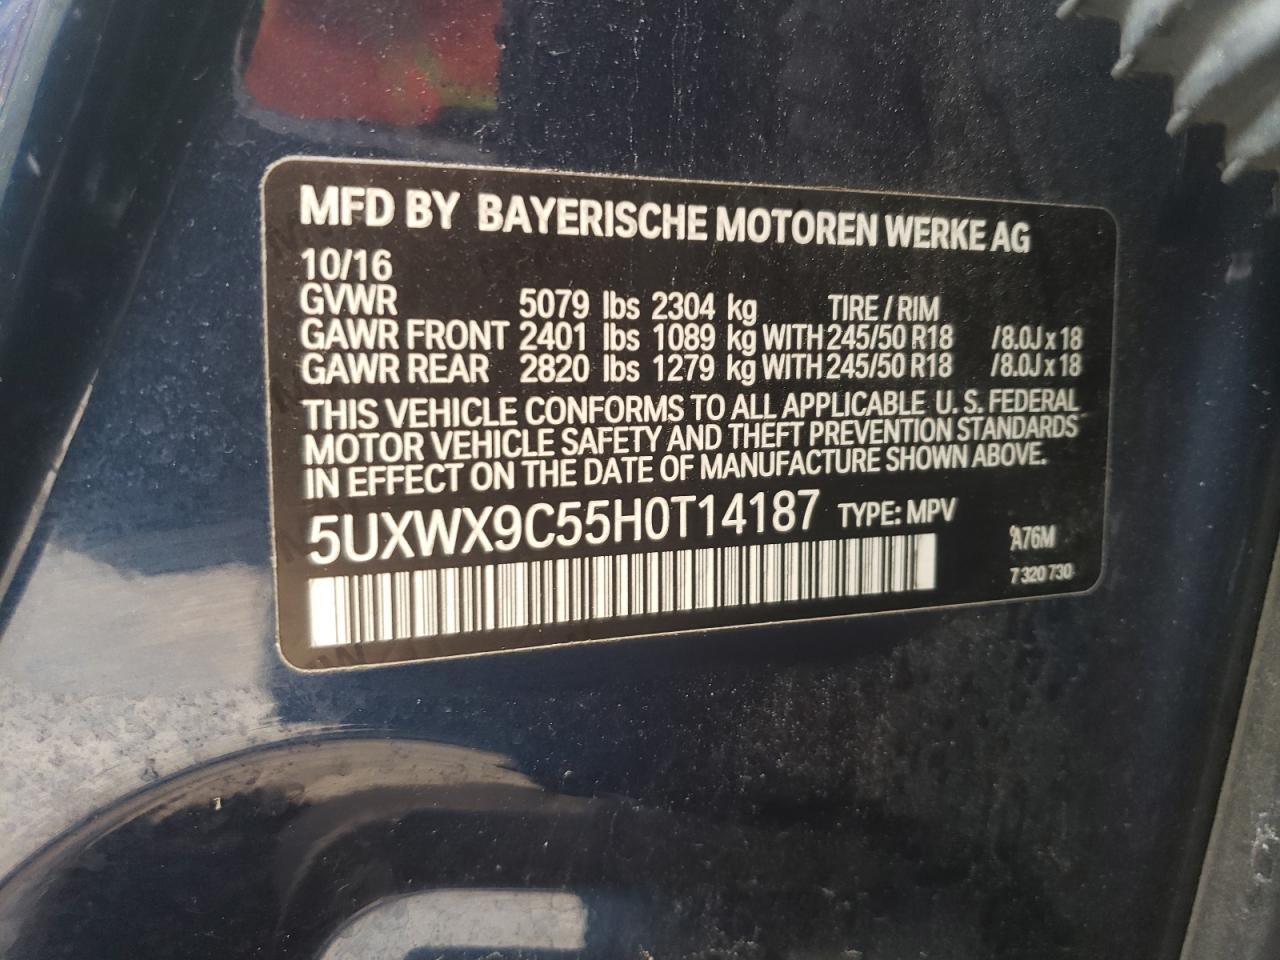 MFD BY BAYERISCHE MOTOREN WERKE AG
10/16
GVWR 5079 lbs 2304 kg TIRE / RIM
GAWR FRONT 2401 lbs 1089 kg WITH 245/50 R18 /8.0J x 18
GAWR REAR 2820 lbs 1279 kg WITH 245/50 R18 /8.0J x 18
THIS VEHICLE CONFORMS TO ALL APPLICABLE U. S. FEDERAL
MOTOR VEHICLE SAFETY AND THEFT PREVENTION STANDARDS
IN EFFECT ON THE DATE OF MANUFACTURE SHOWN ABOVE.
5UXWX9C55H0T14187 TYPE: MPV
A76M
7 320 730